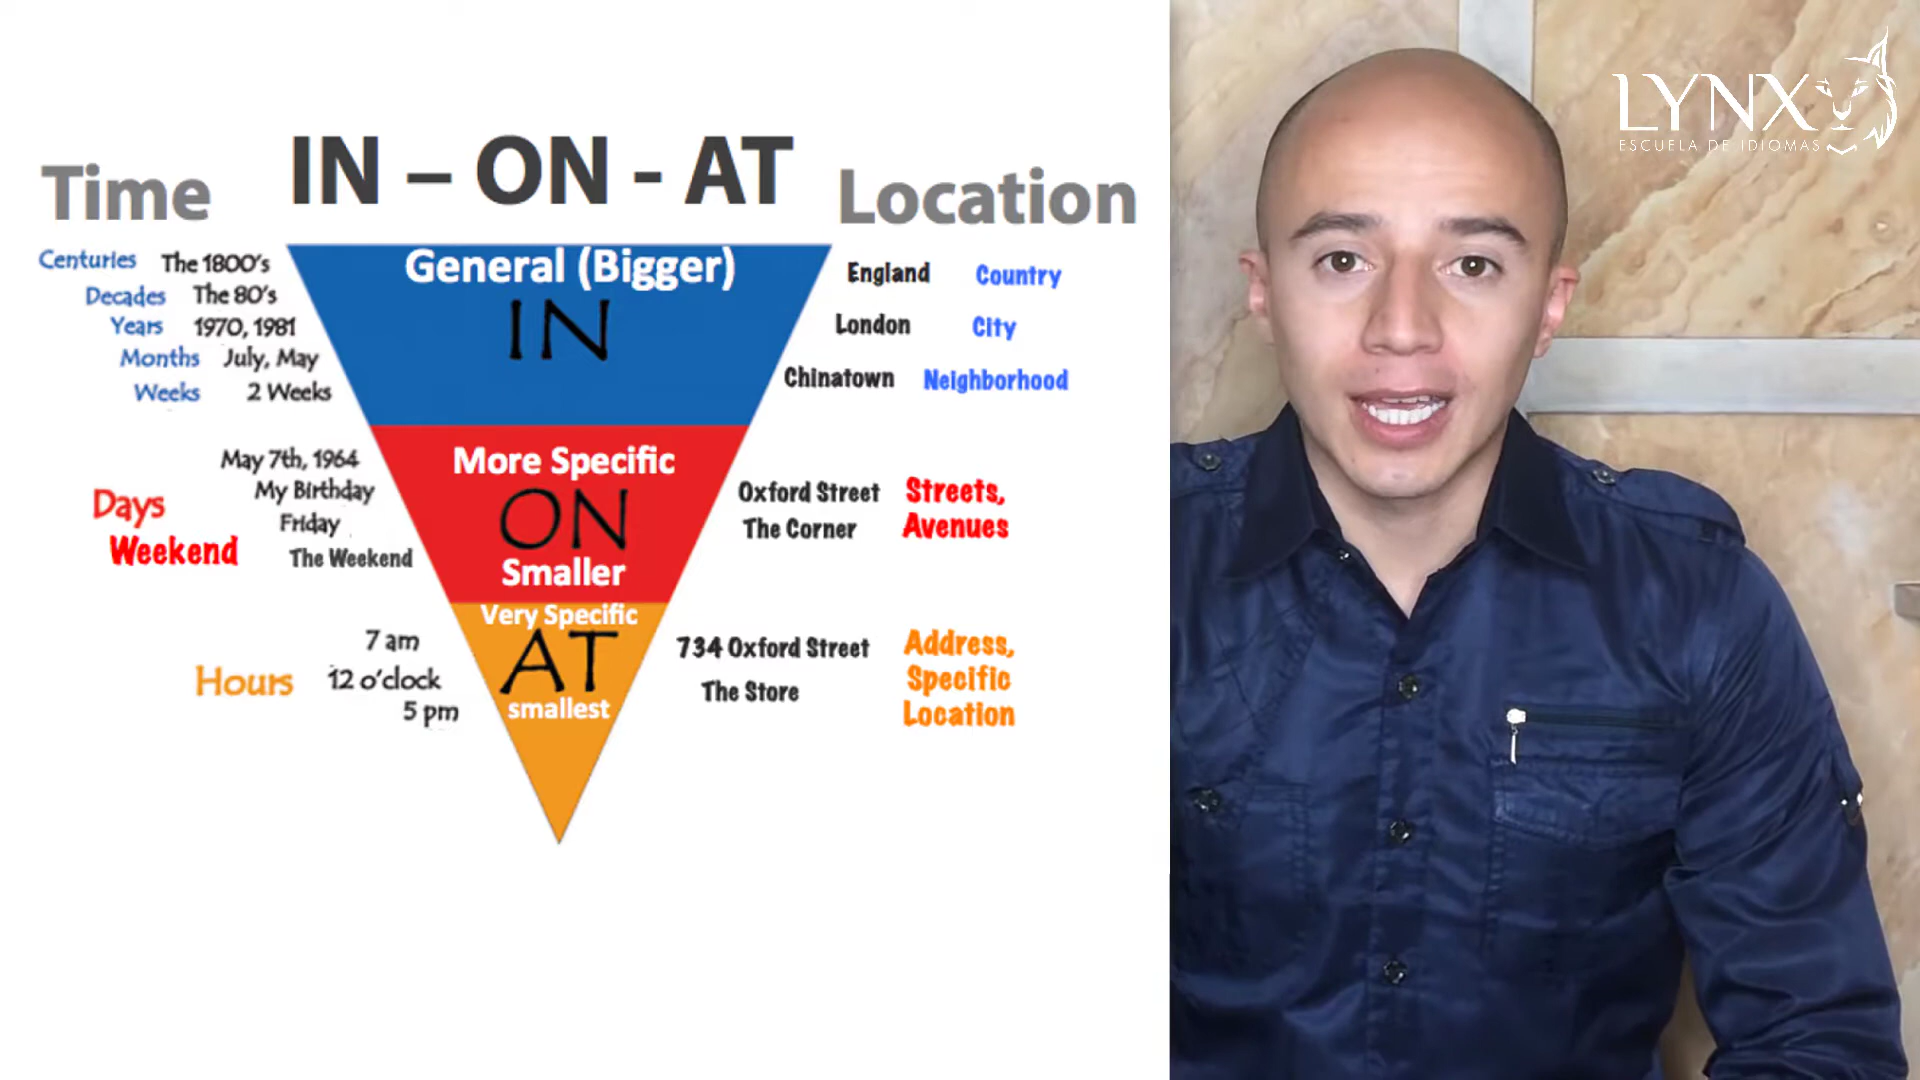 IN – ON - AT
Time
Location
Centuries The 1800's
Decades The 80's
Years 1970, 1981
Months July, May
Weeks 2 Weeks
General (Bigger)
IN
England Country
London City
Chinatown Neighborhood
May 7th, 1964
My Birthday
Days
Friday
Weekend
The Weekend
More Specific
ON
Smaller
Oxford Street
The Corner
Streets,
Avenues
7 am
Hours 12 o'clock
5 pm
Very Specific
AT
smallest
734 Oxford Street
The Store
Address,
Specific
Location
LYNX
ESCUELA DE IDIOMAS